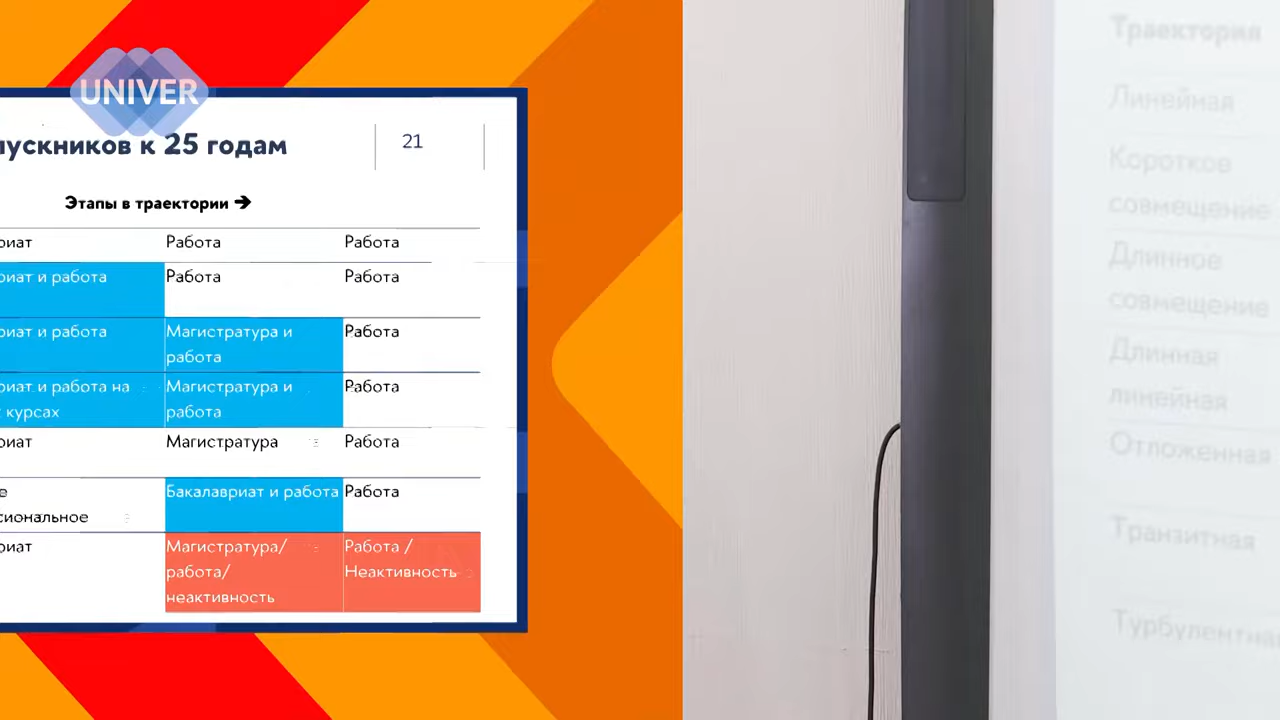 UNIVER
пускников к 25 годам
21
Этапы в траектории →
риат
Работа
Работа
риат и работа
Работа
Работа
риат и работа
Магистратура и
работа
Работа
риат и работа на
курсах
Магистратура и
работа
Работа
риат
Магистратура
Работа
е
сиональное
Бакалавриат и работа
Работа
риат
Магистратура/
работа/
неактивность
Работа /
Неактивность
Траектория
Линейная
Короткое
совмещение
Длинное
совмещение
Длинная
линейная
Отложенная
Транзитная
Турбулентная